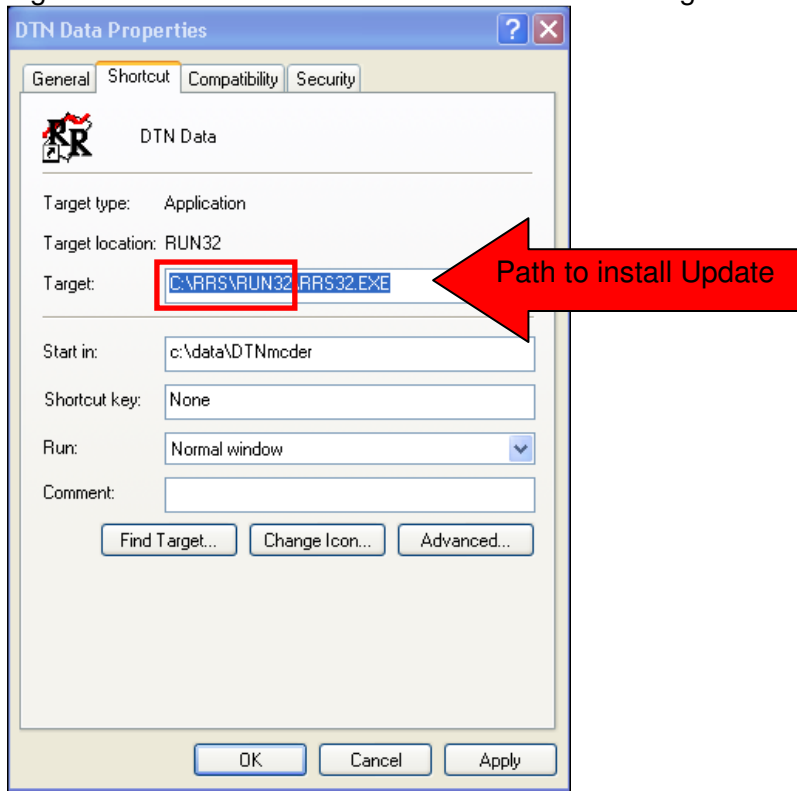 DTN Data Properties
General Shortcut Compatibility Security
RR
DTN Data
Target type: Application
Target location: RUN32
Target: C:\RRS\RUN32\RRS32.EXE
Path to install Update
Start in: c:\data\DTNmcder
Shortcut key: None
Run: Normal window
Comment:
Find Target... Change Icon... Advanced...
OK Cancel Apply